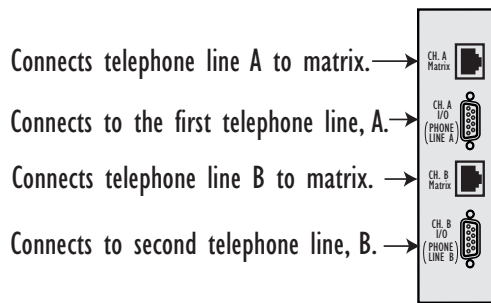 Connects telephone line A to matrix.
CH. A
Matrix
Connects to the first telephone line, A.
CH. A
I/O
(PHONE
LINE A)
Connects telephone line B to matrix.
CH. B
Matrix
Connects to second telephone line, B.
CH. B
I/O
(PHONE
LINE B)